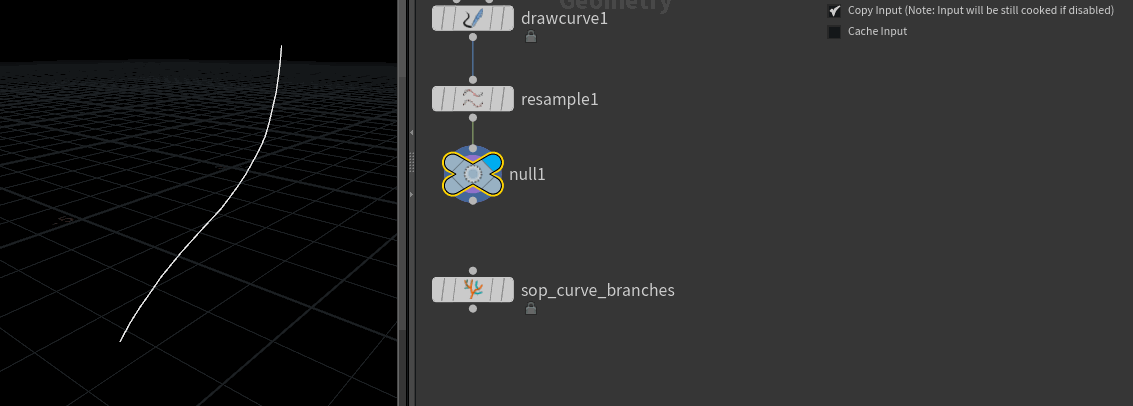 Geometry
drawcurve1
Copy Input (Note: Input will be still cooked if disabled)
Cache Input
resample1
null1
sop_curve_branches